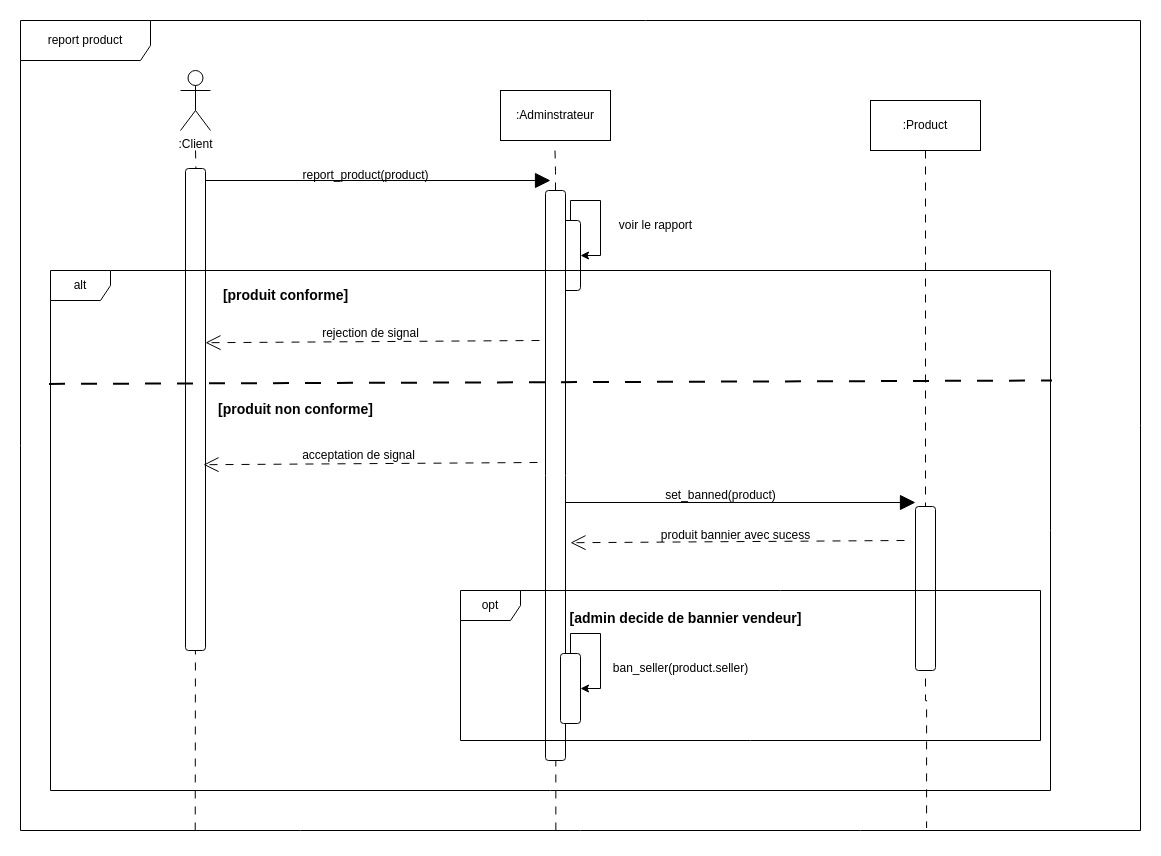 report product
:Client
:Adminstrateur
:Product
report_product(product)
voir le rapport
alt
[produit conforme]
rejection de signal
[produit non conforme]
acceptation de signal
set_banned(product)
produit bannier avec sucess
opt
[admin decide de bannier vendeur]
ban_seller(product.seller)